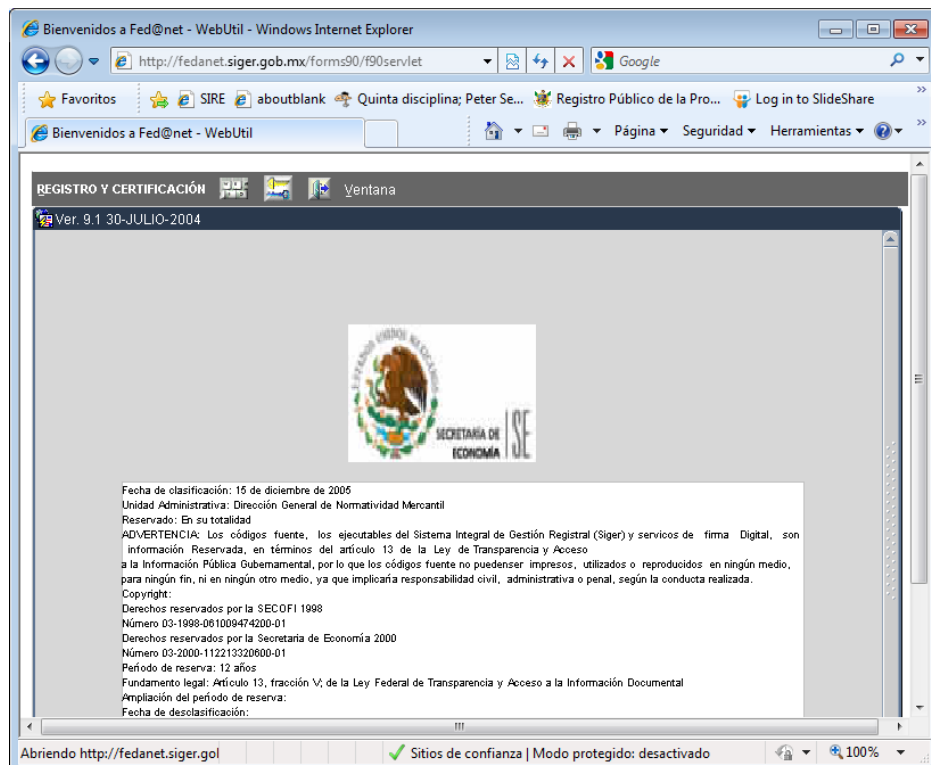 Bienvenidos a Fed@net - WebUtil - Windows Internet Explorer
http://fedanet.siger.gob.mx/forms90/f90servlet
Google
Favoritos SIRE aboutblank Quinta disciplina; Peter Se... Registro Público de la Pro... Log in to SlideShare
Bienvenidos a Fed@net - WebUtil Página Seguridad Herramientas
REGISTRO Y CERTIFICACIÓN Ventana
Ver. 9.1 30-JULIO-2004
ESTADOS UNIDOS MEXICANOS
SECRETARÍA DE
ECONOMÍA SE
Fecha de clasificación: 15 de diciembre de 2005
Unidad Administrativa: Dirección General de Normatividad Mercantil
Reservado: En su totalidad
ADVERTENCIA: Los códigos fuente, los ejecutables del Sistema Integral de Gestión Registral (Siger) y servicos de firma Digital, son
información Reservada, en términos del artículo 13 de la Ley de Transparencia y Acceso
a la Información Pública Gubernamental, por lo que los códigos fuente no puedenser impresos, utilizados o reproducidos en ningún medio,
para ningún fin, ni en ningún otro medio, ya que implicaría responsabilidad civil, administrativa o penal, según la conducta realizada.
Copyright:
Derechos reservados por la SECOFI 1998
Número 03-1998-061009474200-01
Derechos reservados por la Secretaria de Economía 2000
Número 03-2000-112213320600-01
Período de reserva: 12 años
Fundamento legal: Artículo 13, fracción V; de la Ley Federal de Transparencia y Acceso a la Información Documental
Ampliación del período de reserva:
Fecha de desclasificación:
Abriendo http://fedanet.siger.gol Sitios de confianza | Modo protegido: desactivado 100%